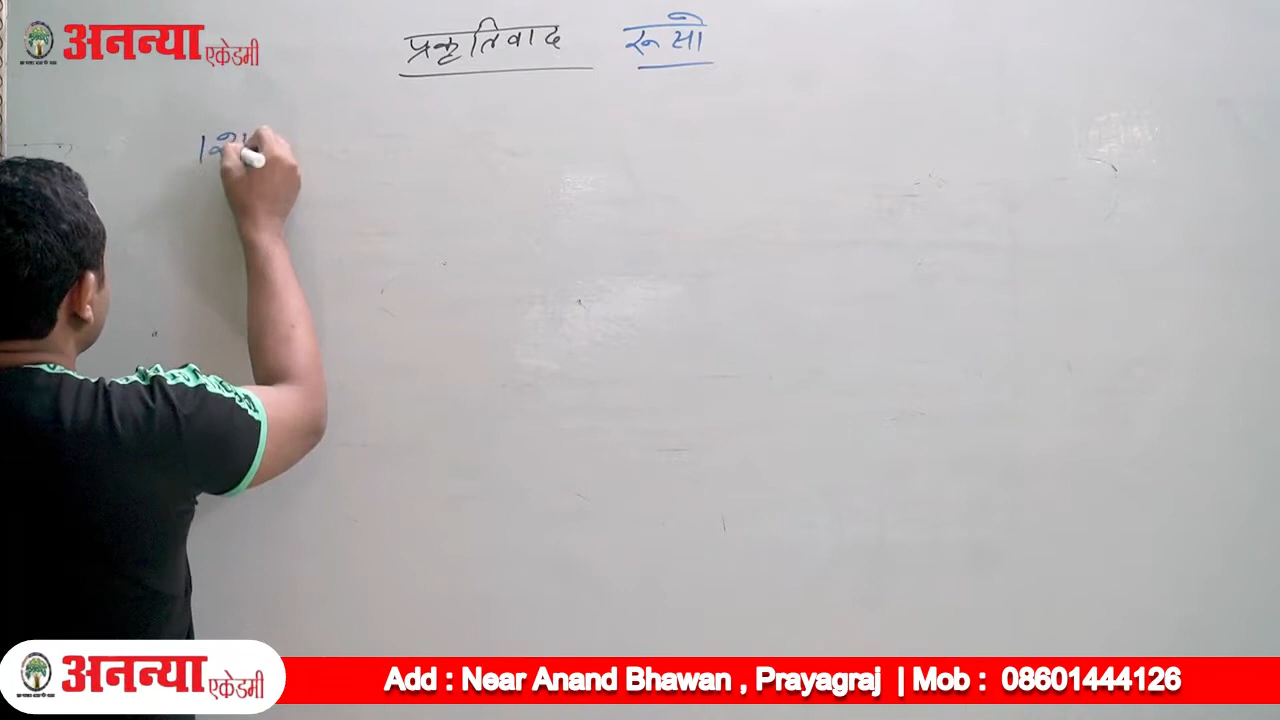 अनन्या एकेडमी
प्रकृतिवाद रूसो
अनन्या एकेडमी
Add : Near Anand Bhawan , Prayagraj | Mob : 08601444126